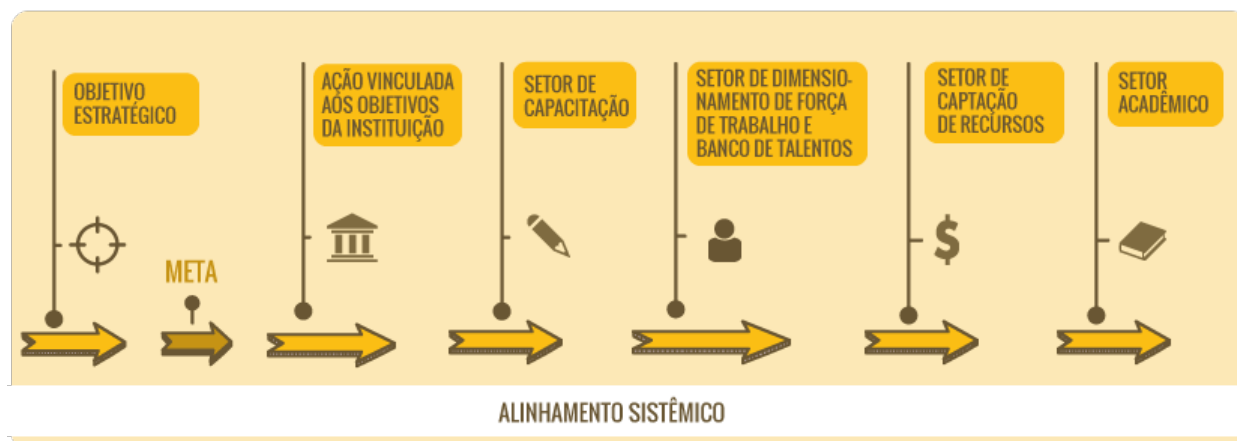 OBJETIVO
ESTRATÉGICO
META
AÇÃO VINCULADA
AÓS OBJETIVOS
DA INSTITUIÇÃO
SETOR DE
CAPACITAÇÃO
SETOR DE DIMENSIO-
NAMENTO DE FORÇA
DE TRABALHO E
BANCO DE TALENTOS
SETOR DE
CAPTAÇÃO
DE RECURSOS
$
SETOR
ACADÊMICO
ALINHAMENTO SISTÊMICO